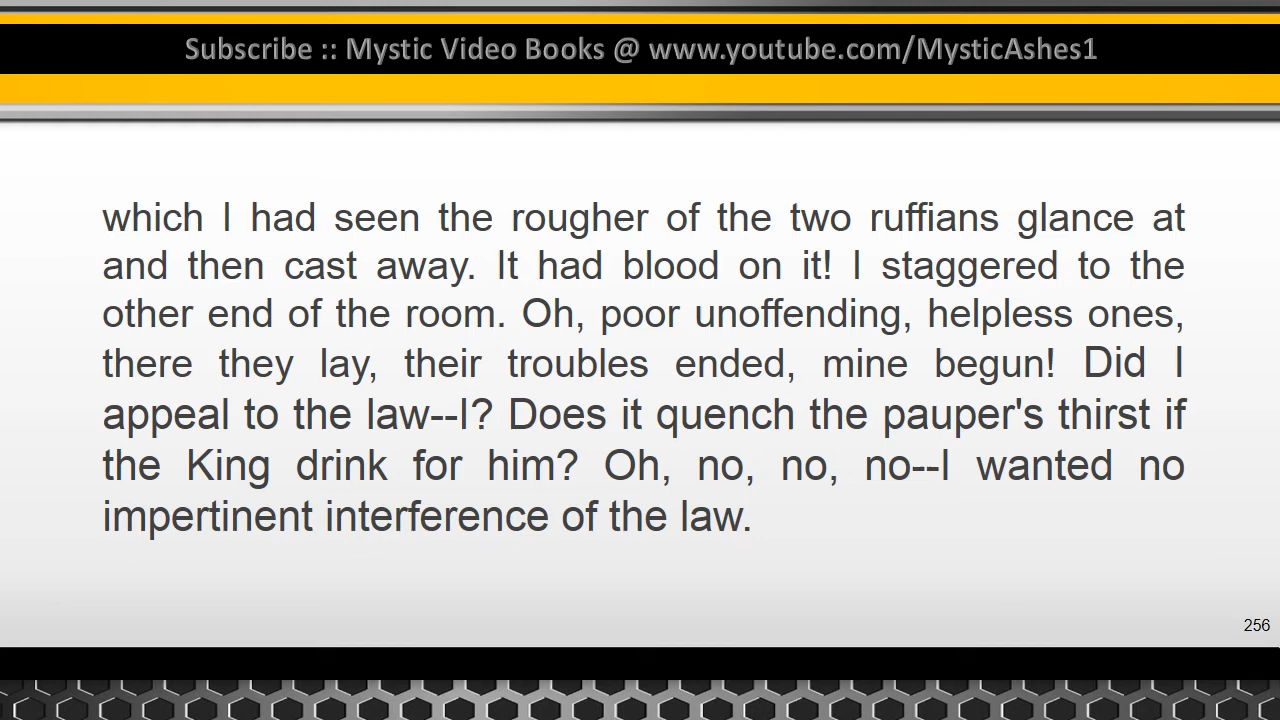 Subscribe :: Mystic Video Books @ www.youtube.com/MysticAshes1
which I had seen the rougher of the two ruffians glance at
and then cast away. It had blood on it! I staggered to the
other end of the room. Oh, poor unoffending, helpless ones,
there they lay, their troubles ended, mine begun! Did I
appeal to the law--I? Does it quench the pauper's thirst if
the King drink for him? Oh, no, no, no--I wanted no
impertinent interference of the law.
256